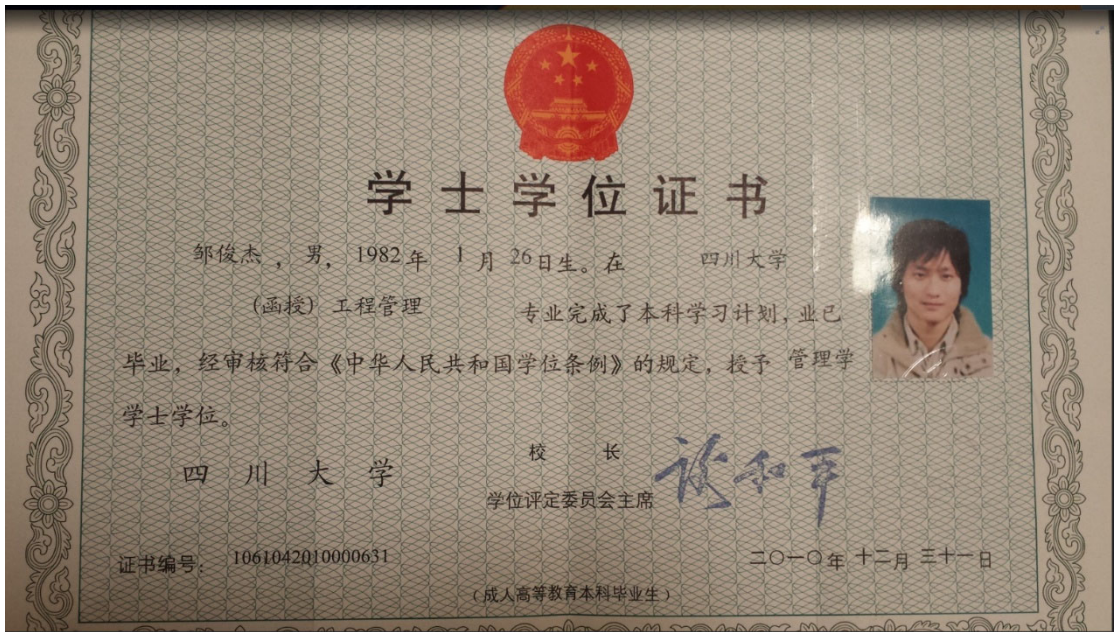 学士学位证书
邹俊杰，男，1982年 1月 26日生。在 四川大学
（函授）工程管理 专业完成了本科学习计划，业已
毕业，经审核符合《中华人民共和国学位条例》的规定，授予 管理学
学士学位。
校 长 谈和平
四川大学
学位评定委员会主席
证书编号：1061042010000631
二〇一〇年 十二月 三十一日
（成人高等教育本科毕业生）